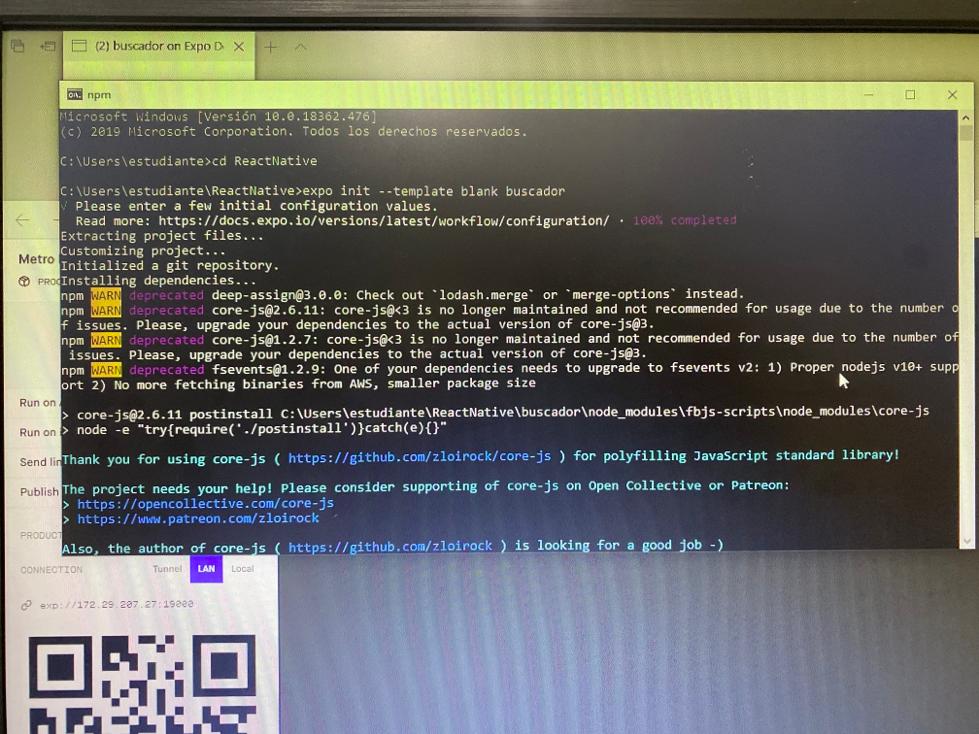 (2) buscador on Expo D
npm
Microsoft Windows [Versión 10.0.18362.476]
(c) 2019 Microsoft Corporation. Todos los derechos reservados.
C:\Users\estudiante>cd ReactNative
C:\Users\estudiante\ReactNative>expo init --template blank buscador
√ Please enter a few initial configuration values.
Read more: https://docs.expo.io/versions/latest/workflow/configuration/ · 100% completed
Extracting project files...
Customizing project...
Initialized a git repository.
Installing dependencies...
npm WARN deprecated deep-assign@3.0.0: Check out `lodash.merge` or `merge-options` instead.
npm WARN deprecated core-js@2.6.11: core-js@<3 is no longer maintained and not recommended for usage due to the number o
f issues. Please, upgrade your dependencies to the actual version of core-js@3.
npm WARN deprecated core-js@1.2.7: core-js@<3 is no longer maintained and not recommended for usage due to the number of
issues. Please, upgrade your dependencies to the actual version of core-js@3.
npm WARN deprecated fsevents@1.2.9: One of your dependencies needs to upgrade to fsevents v2: 1) Proper nodejs v10+ supp
ort 2) No more fetching binaries from AWS, smaller package size
> core-js@2.6.11 postinstall C:\Users\estudiante\ReactNative\buscador\node_modules\fbjs-scripts\node_modules\core-js
> node -e "try{require('./postinstall')}catch(e){}"
Thank you for using core-js ( https://github.com/zloirock/core-js ) for polyfilling JavaScript standard library!
The project needs your help! Please consider supporting of core-js on Open Collective or Patreon:
> https://opencollective.com/core-js
> https://www.patreon.com/zloirock
Also, the author of core-js ( https://github.com/zloirock ) is looking for a good job -)
Metro
PROC
Run on
Run on
Send lin
Publish
PRODUCT
CONNECTION Tunnel LAN Local
exp://172.29.207.27:19000